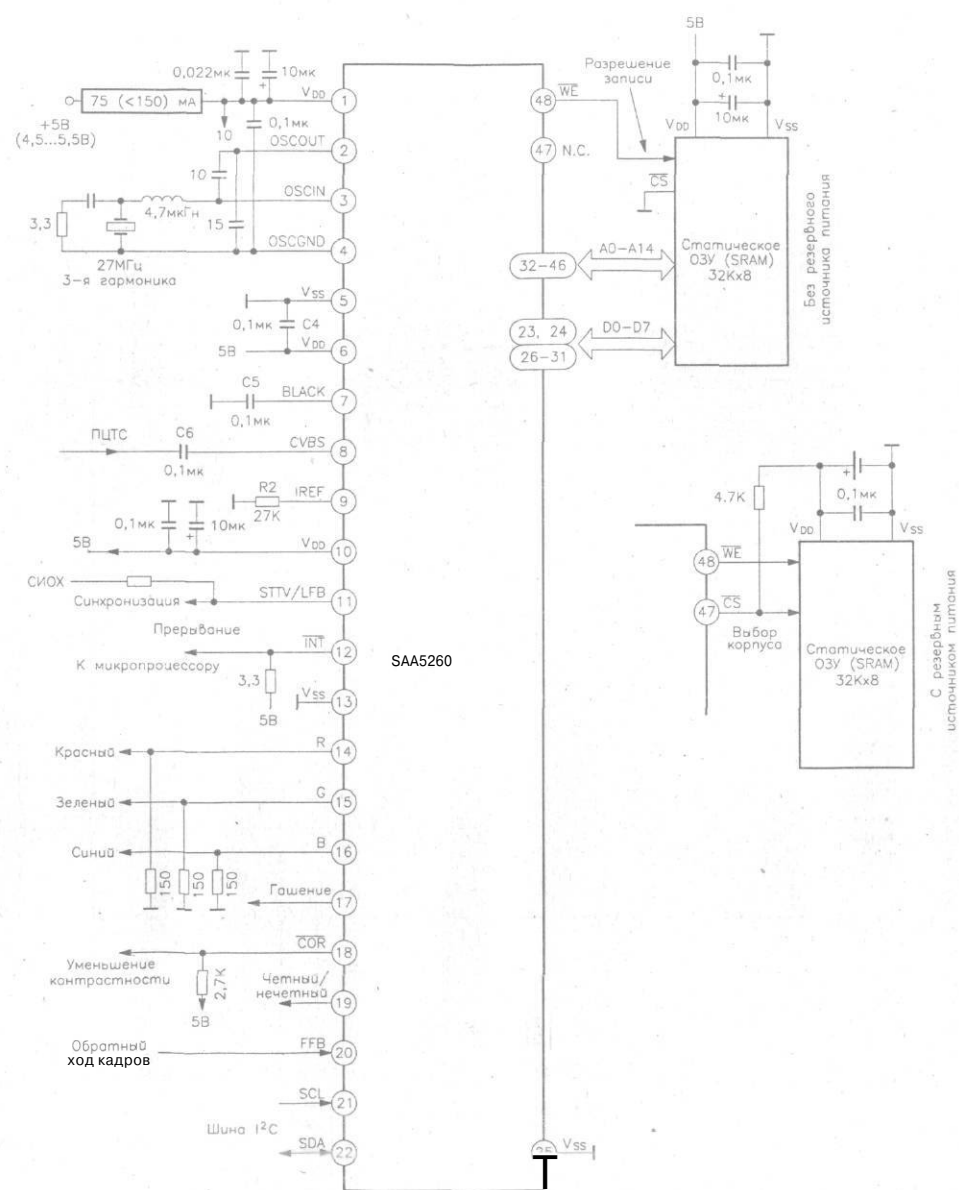 0,022мк
10мк
75 (<150) мА
VDD
1
+5В
(4,5...5,5В)
10
0,1мк
OSCOUT
2
10
OSCIN
3
4,7мкГн
3,3
15
OSCGND
4
27МГц
3-я гармоника
VSS
5
0,1мк
C4
VDD
5В
6
C5
BLACK
7
0,1мк
ПЦТС
C6
CVBS
8
0,1мк
R2
IREF
9
27К
0,1мк
10мк
VDD
5В
10
СИОХ
STTV/LFB
11
Синхронизация
Прерывание
INT
12
К микропроцессору
3,3
5В
VSS
13
SAA5260
R
Красный
14
G
Зеленый
15
B
Синий
16
150
150
150
Гашение
17
COR
18
Уменьшение
контрастности
2,7К
5В
Четный/
нечетный
19
Обратный
ход кадров
FFB
20
SCL
21
Шина I²C
SDA
22
48
WE
Разрешение
записи
47
N.C.
5В
0,1мк
10мк
VDD
VSS
CS
A0-A14
32-46
23, 24
26-31
D0-D7
Статическое
ОЗУ (SRAM)
32Кх8
Без резервного
источника питания
4.7К
0,1мк
VDD
VSS
48
WE
47
CS
Выбор
корпуса
Статическое
ОЗУ (SRAM)
32Кх8
С резервным
источником питания
VSS